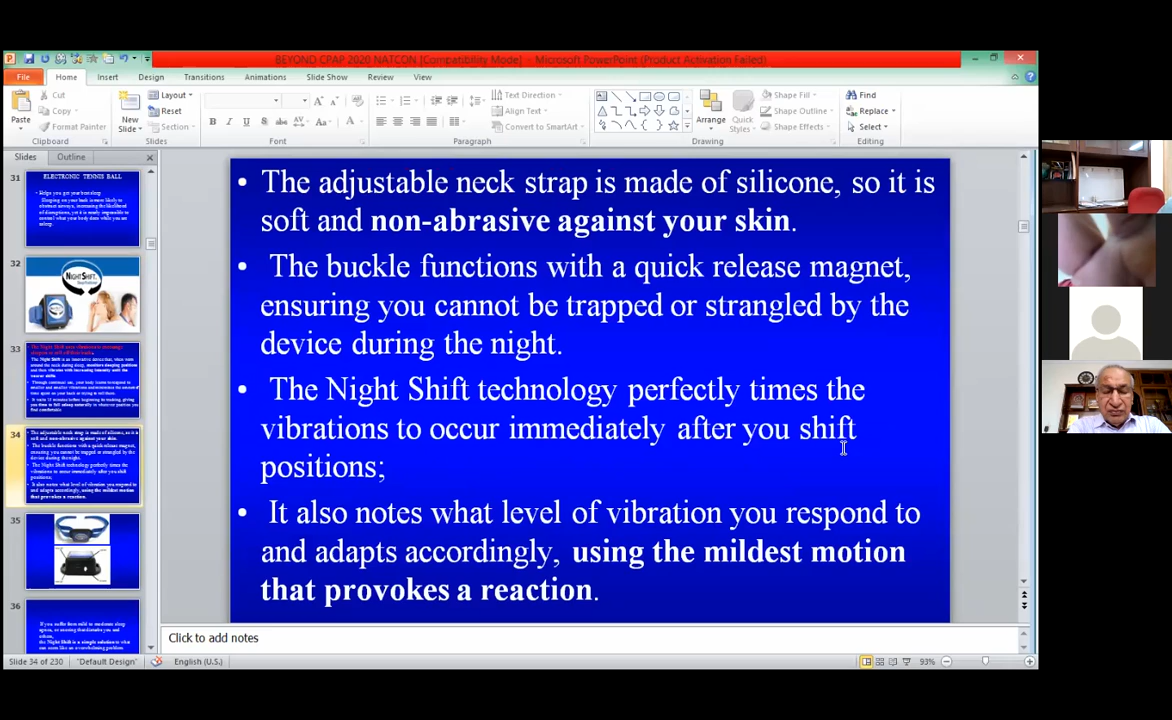 BEYOND CPAP 2020 NATCON [Compatibility Mode] - Microsoft PowerPoint (Product Activation Failed)
File Home Insert Design Transitions Animations Slide Show Review View
Paste
Cut
Copy
Format Painter
Clipboard
New Slide
Layout
Reset
Section
Slides
Font
Text Direction
Align Text
Convert to SmartArt
Paragraph
Arrange
Quick Styles
Shape Fill
Shape Outline
Shape Effects
Drawing
Find
Replace
Select
Editing
Slides Outline
31
ELECTRONIC TENNIS BALL
32
NIGHTSHIFT
33
34
35
36
• The adjustable neck strap is made of silicone, so it is
soft and non-abrasive against your skin.
• The buckle functions with a quick release magnet,
ensuring you cannot be trapped or strangled by the
device during the night.
• The Night Shift technology perfectly times the
vibrations to occur immediately after you shift
positions;
• It also notes what level of vibration you respond to
and adapts accordingly, using the mildest motion
that provokes a reaction.
Click to add notes
Slide 34 of 230 "Default Design" English (U.S.) 93%